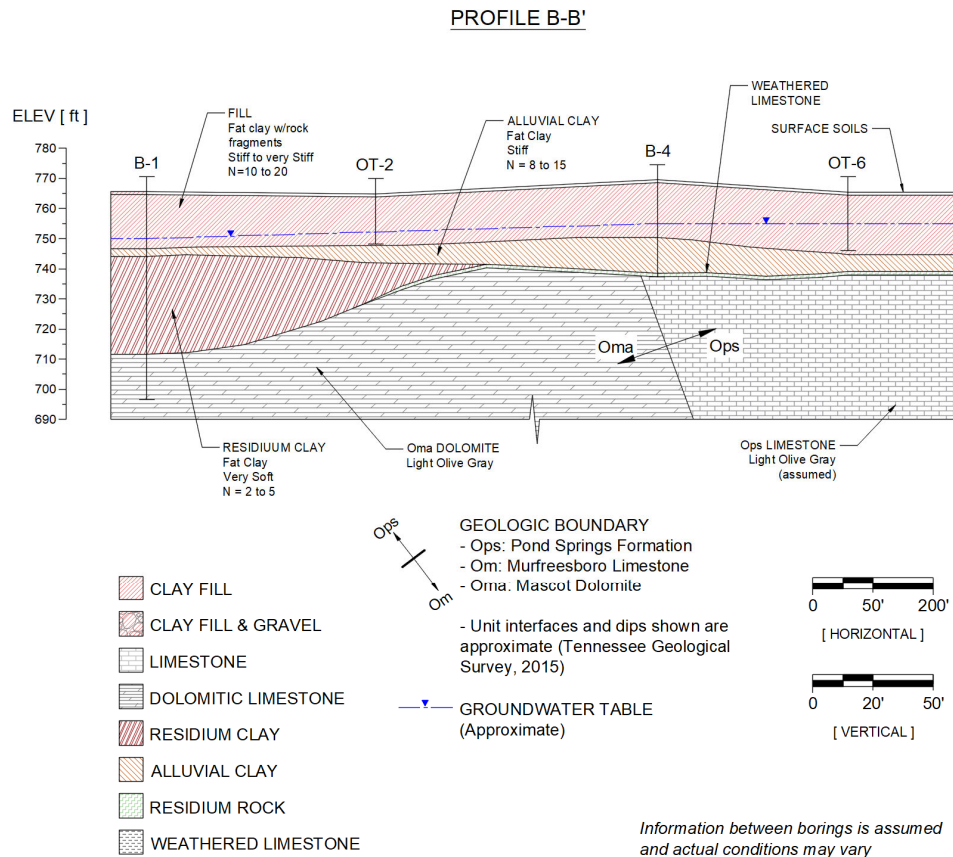 PROFILE B-B'
ELEV [ ft ]
FILL
Fat clay w/rock
fragments
Stiff to very Stiff
N=10 to 20
ALLUVIAL CLAY
Fat Clay
Stiff
N = 8 to 15
WEATHERED
LIMESTONE
SURFACE SOILS
B-1
OT-2
B-4
OT-6
780
770
760
750
740
730
720
710
700
690
Oma
Ops
RESIDIUUM CLAY
Fat Clay
Very Soft
N = 2 to 5
Oma DOLOMITE
Light Olive Gray
Ops LIMESTONE
Light Olive Gray
(assumed)
Ops
Om
GEOLOGIC BOUNDARY
- Ops: Pond Springs Formation
- Om: Murfreesboro Limestone
- Oma: Mascot Dolomite
- Unit interfaces and dips shown are
approximate (Tennessee Geological
Survey, 2015)
GROUNDWATER TABLE
(Approximate)
CLAY FILL
CLAY FILL & GRAVEL
LIMESTONE
DOLOMITIC LIMESTONE
RESIDIUM CLAY
ALLUVIAL CLAY
RESIDIUM ROCK
WEATHERED LIMESTONE
0 50' 200'
[ HORIZONTAL ]
0 20' 50'
[ VERTICAL ]
Information between borings is assumed
and actual conditions may vary